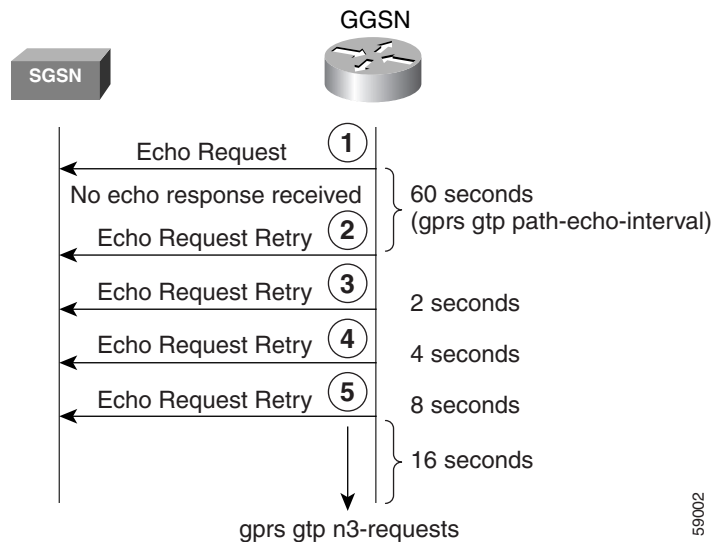 GGSN
SGSN
Echo Request 1
No echo response received
60 seconds
(gprs gtp path-echo-interval)
Echo Request Retry 2
Echo Request Retry 3
2 seconds
Echo Request Retry 4
4 seconds
Echo Request Retry 5
8 seconds
16 seconds
gprs gtp n3-requests
59002